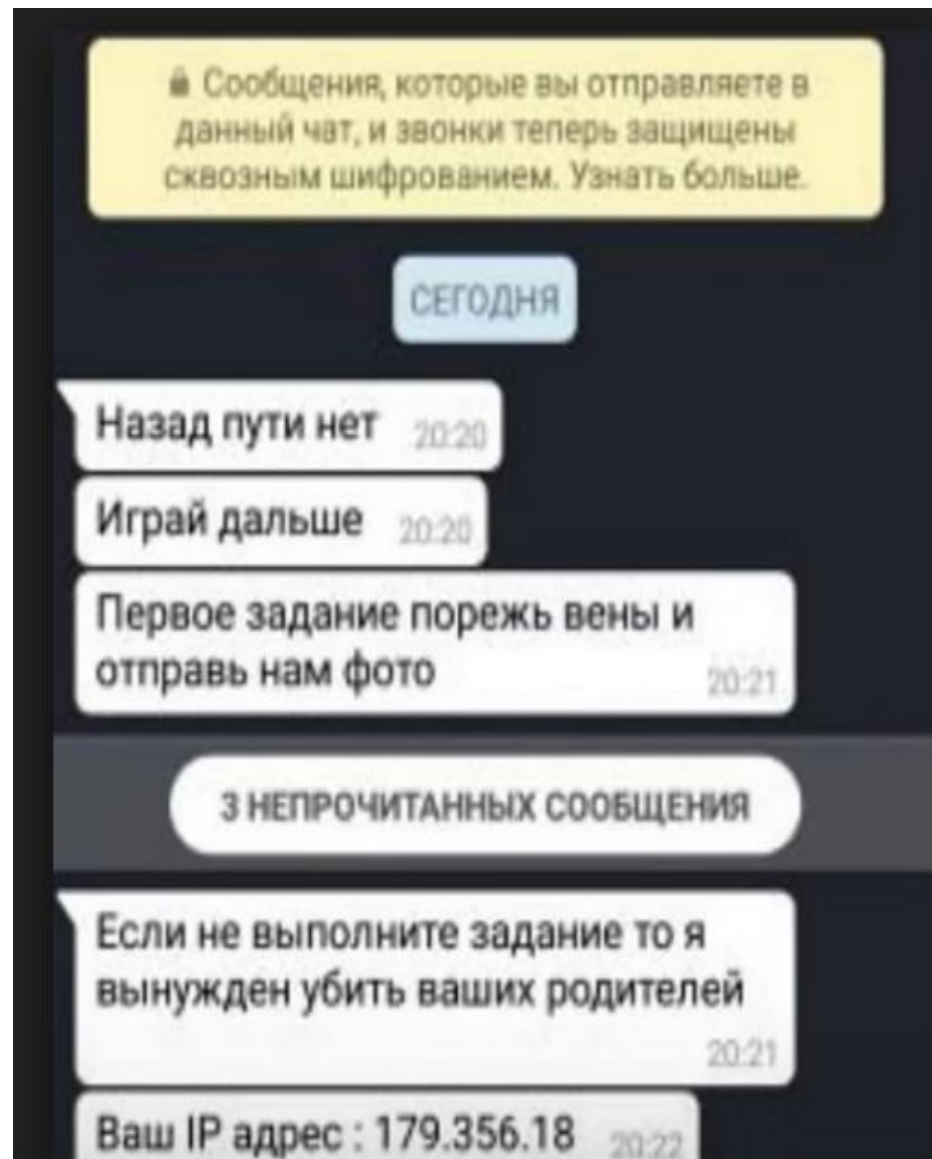 Сообщения, которые вы отправляете в
данный чат, и звонки теперь защищены
сквозным шифрованием. Узнать больше.
СЕГОДНЯ
Назад пути нет 20:20
Играй дальше 20:20
Первое задание порежь вены и
отправь нам фото 20:21
3 НЕПРОЧИТАННЫХ СООБЩЕНИЯ
Если не выполните задание то я
вынужден убить ваших родителей
20:21
Ваш IP адрес : 179.356.18 20:22